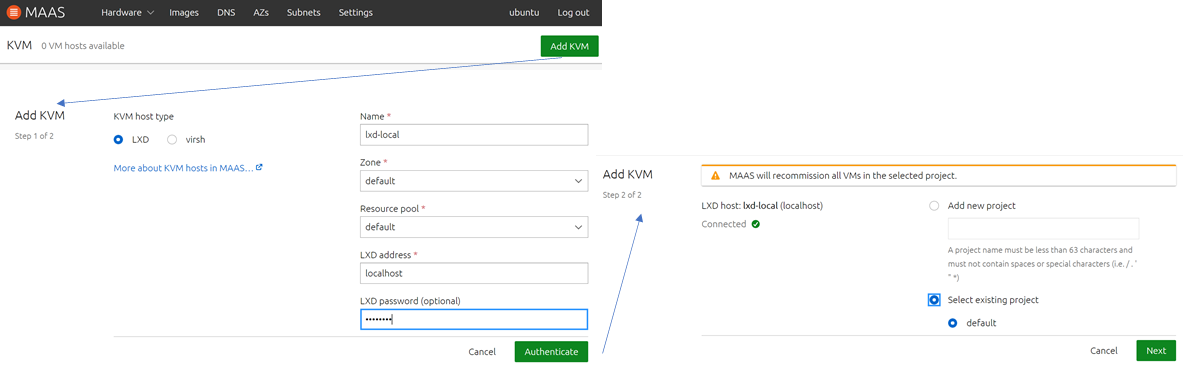 MAAS Hardware Images DNS AZs Subnets Settings ubuntu Log out
KVM 0 VM hosts available Add KVM
Add KVM
Step 1 of 2
KVM host type
LXD virsh
More about KVM hosts in MAAS...
Name *
lxd-local
Zone *
default
Resource pool *
default
LXD address *
localhost
LXD password (optional)
••••••••
Cancel Authenticate
Add KVM
Step 2 of 2
MAAS will recommission all VMs in the selected project.
LXD host: lxd-local (localhost)
Connected
Add new project
A project name must be less than 63 characters and
must not contain spaces or special characters (i.e. / . '
" *)
Select existing project
default
Cancel Next